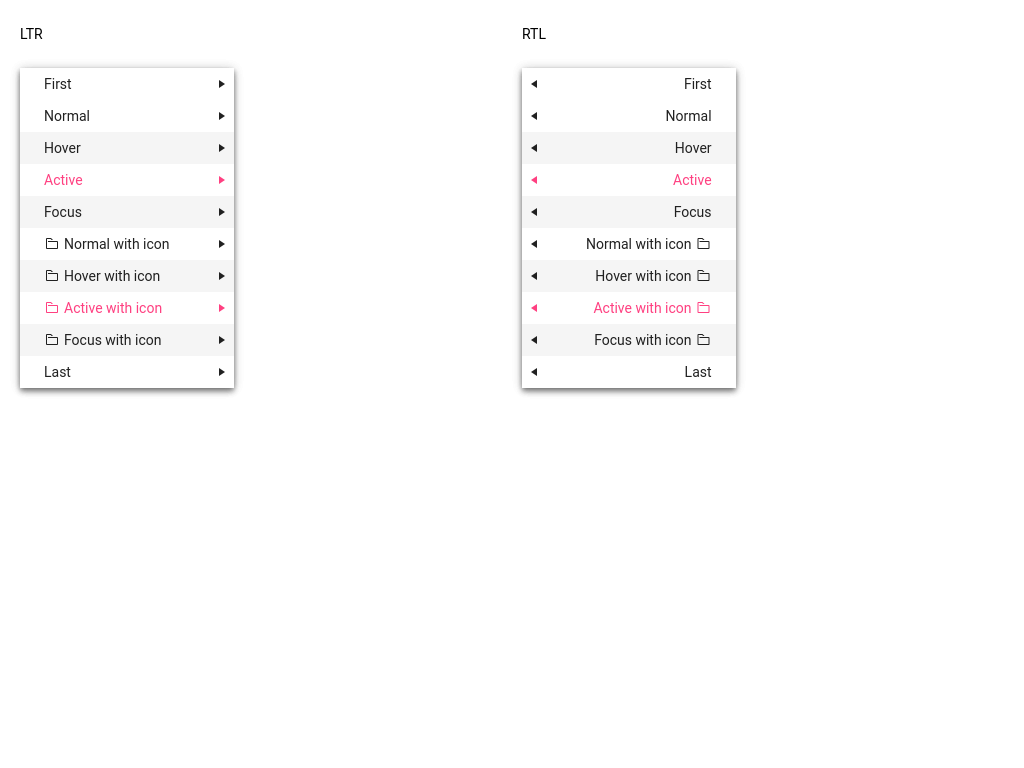 LTR
First
Normal
Hover
Active
Focus
Normal with icon
Hover with icon
Active with icon
Focus with icon
Last
RTL
First
Normal
Hover
Active
Focus
Normal with icon
Hover with icon
Active with icon
Focus with icon
Last